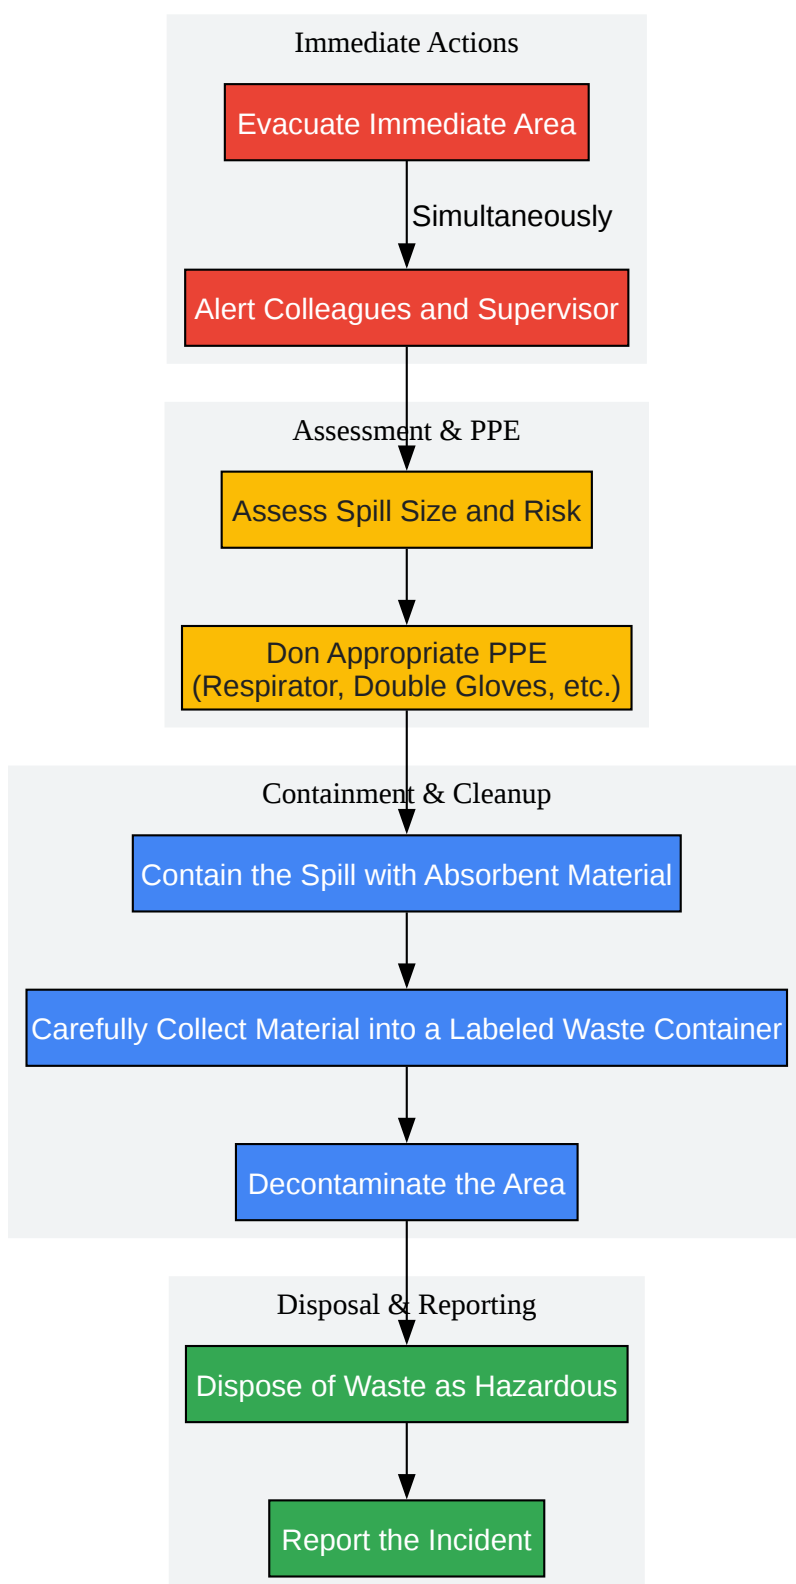 Immediate Actions
Evacuate Immediate Area
Simultaneously
Alert Colleagues and Supervisor
Assessment & PPE
Assess Spill Size and Risk
Don Appropriate PPE
(Respirator, Double Gloves, etc.)
Containment & Cleanup
Contain the Spill with Absorbent Material
Carefully Collect Material into a Labeled Waste Container
Decontaminate the Area
Disposal & Reporting
Dispose of Waste as Hazardous
Report the Incident